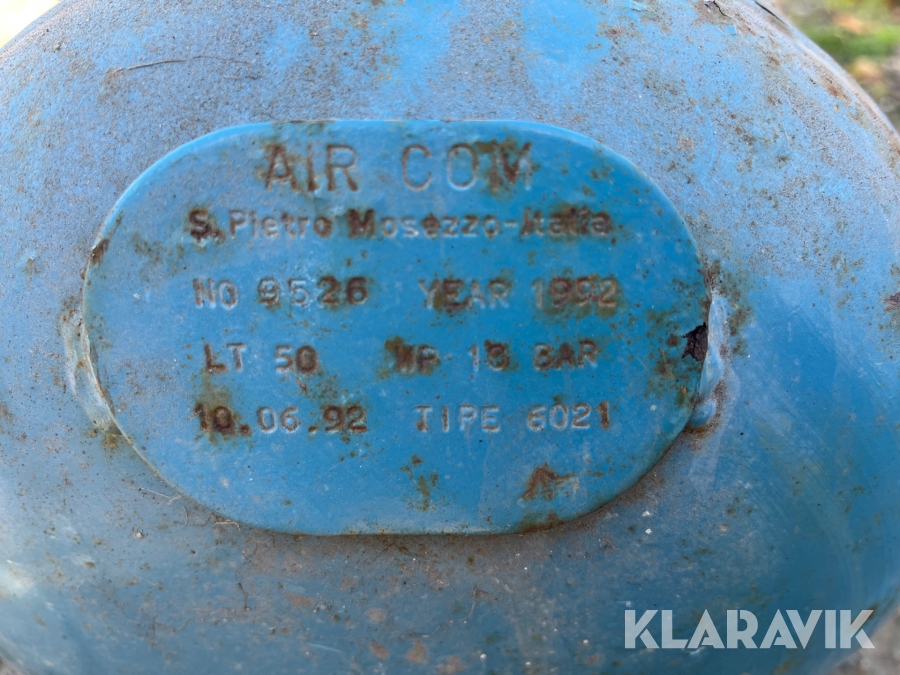 AIR COM
S. Pietro Mosezzo-Italia
NO 9526 YEAR 1992
LT 50 WP 13 BAR
10.06.92 TIPE 6021
KLARAVIK